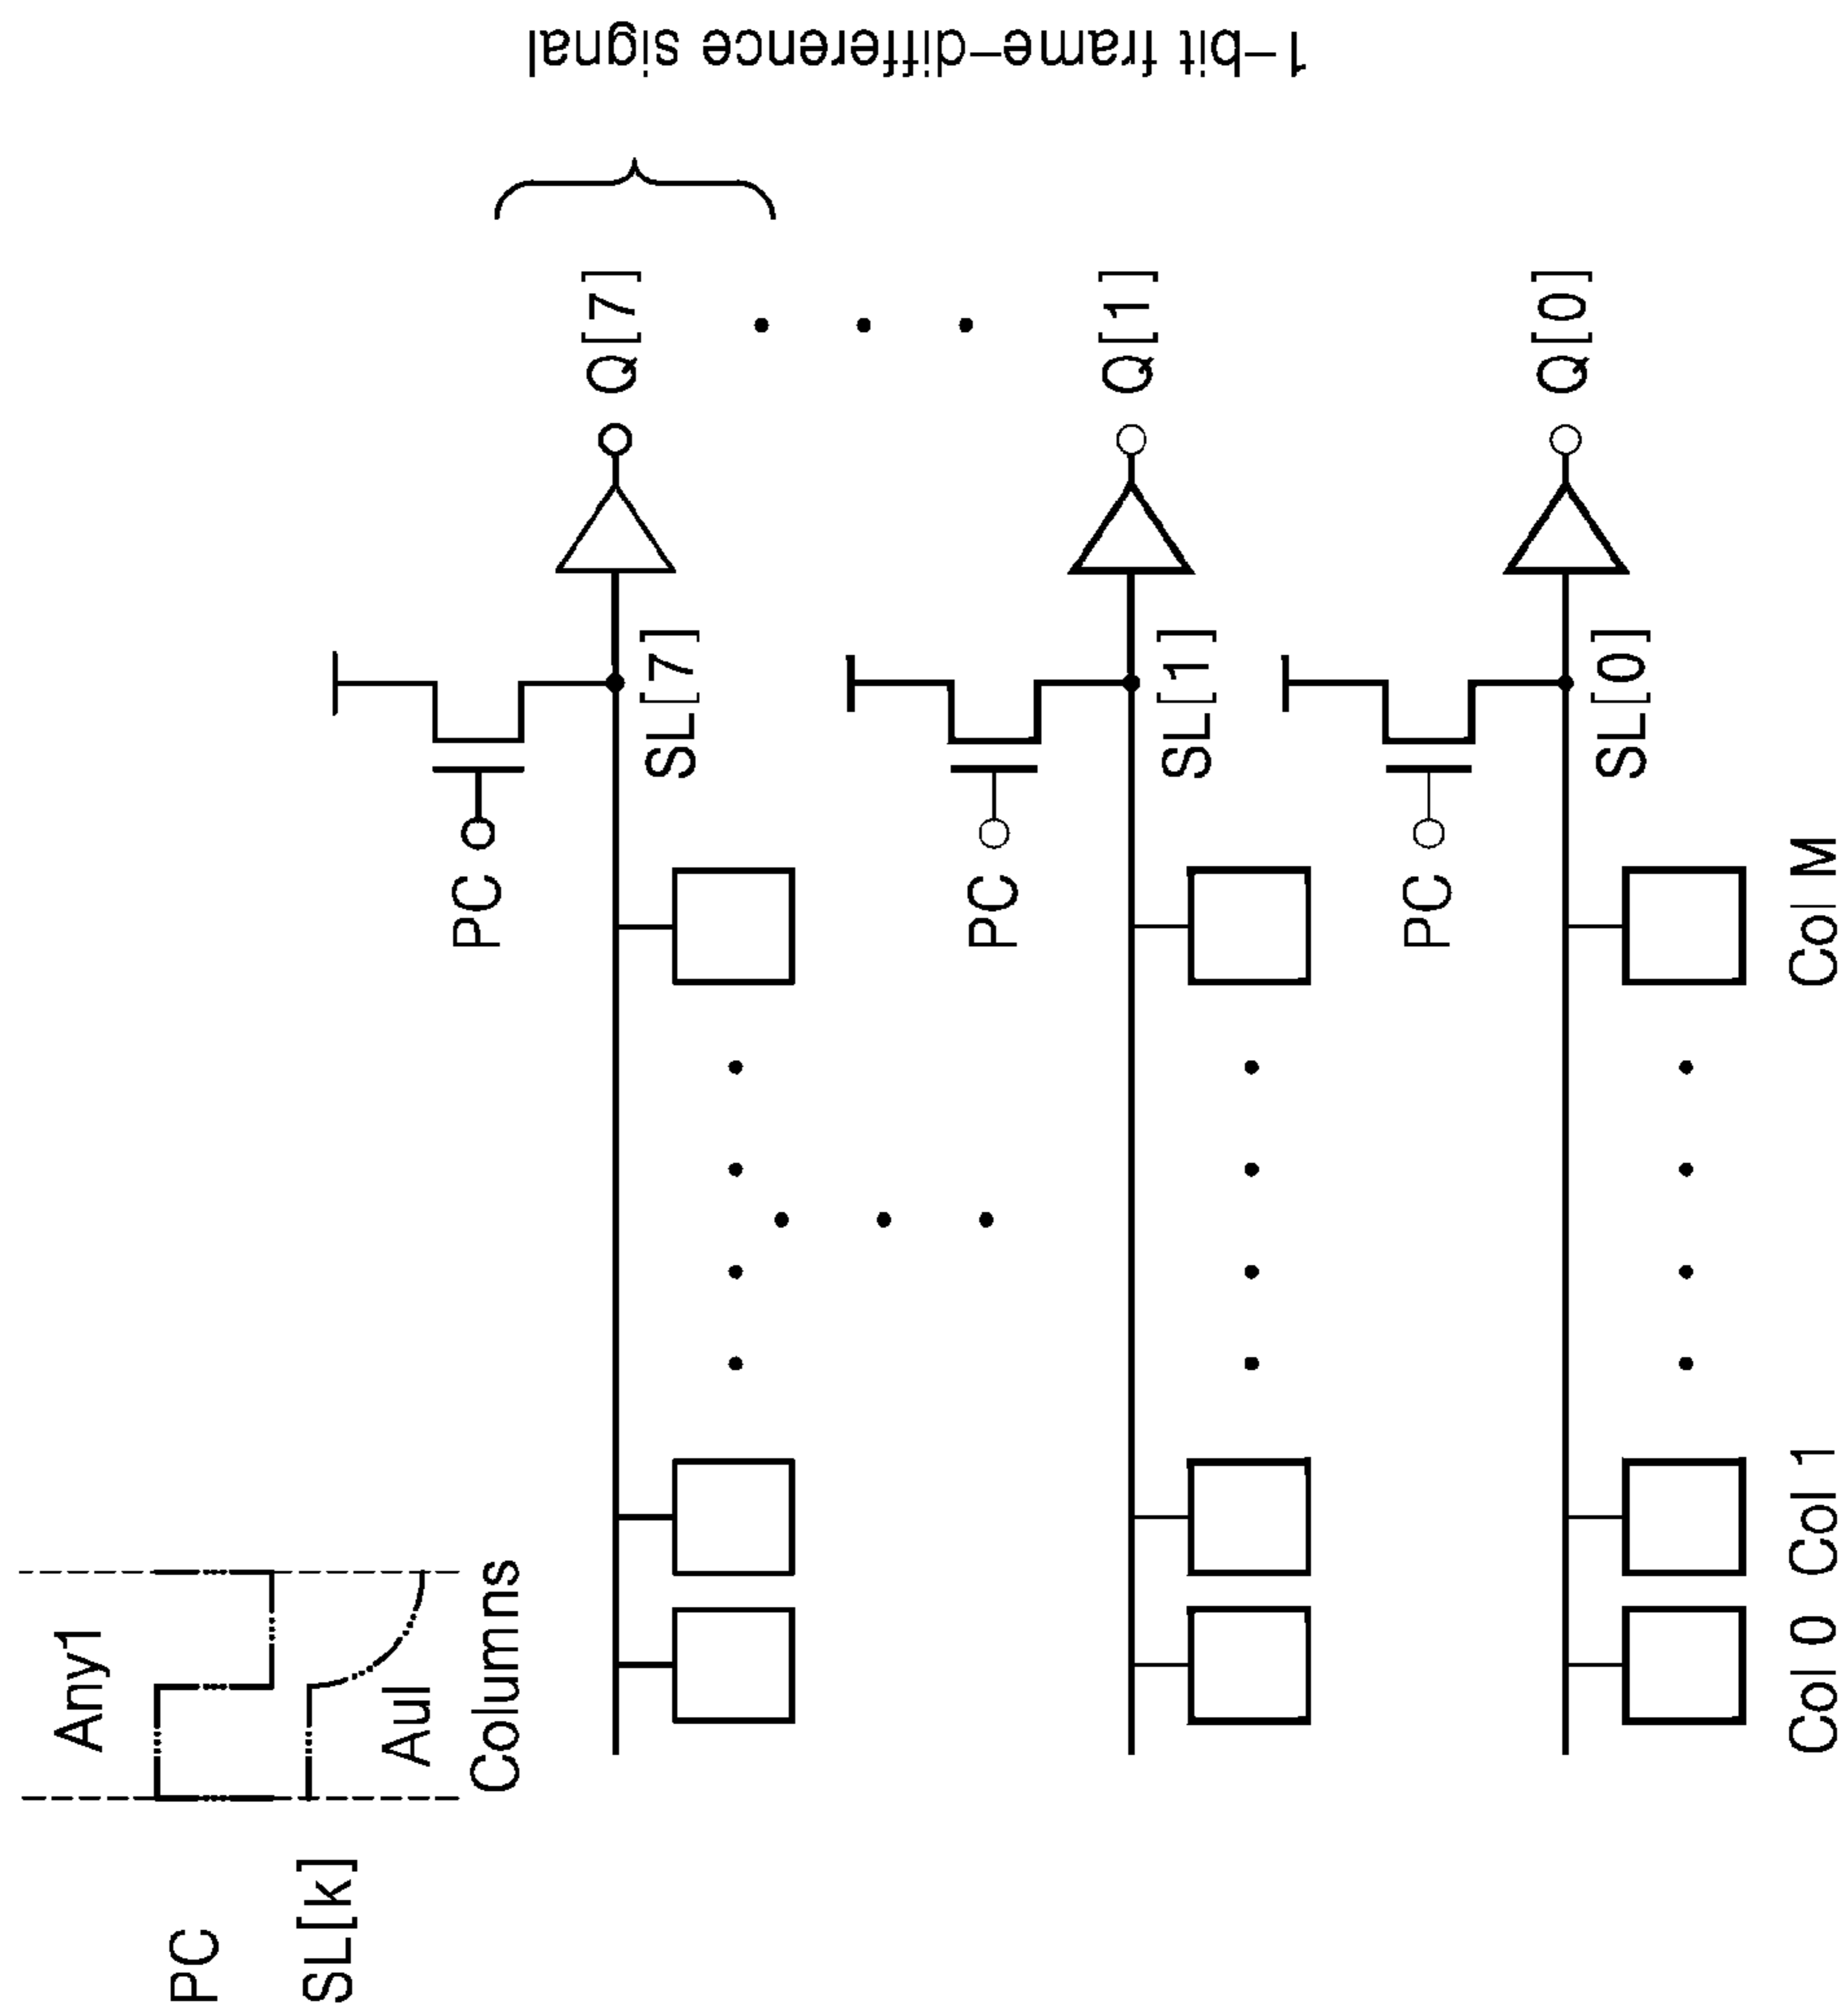 Any1
PC
SL[k]
Aul
Columns
PC
SL[7]
Q[7]
1-bit frame-difference signal
PC
SL[1]
Q[1]
PC
SL[0]
Q[0]
Col 0 Col 1 Col M